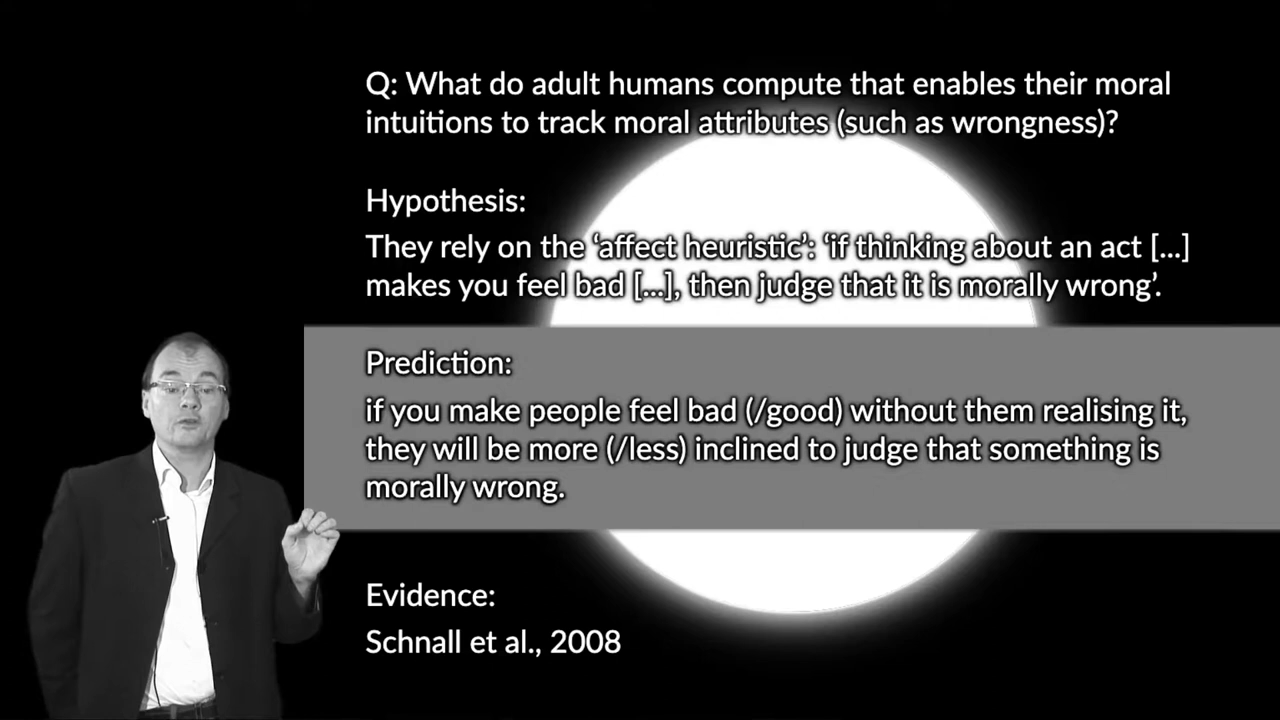 Q: What do adult humans compute that enables their moral
intuitions to track moral attributes (such as wrongness)?
Hypothesis:
They rely on the ‘affect heuristic’: ‘if thinking about an act [...]
makes you feel bad [...], then judge that it is morally wrong’.
Prediction:
if you make people feel bad (/good) without them realising it,
they will be more (/less) inclined to judge that something is
morally wrong.
Evidence:
Schnall et al., 2008